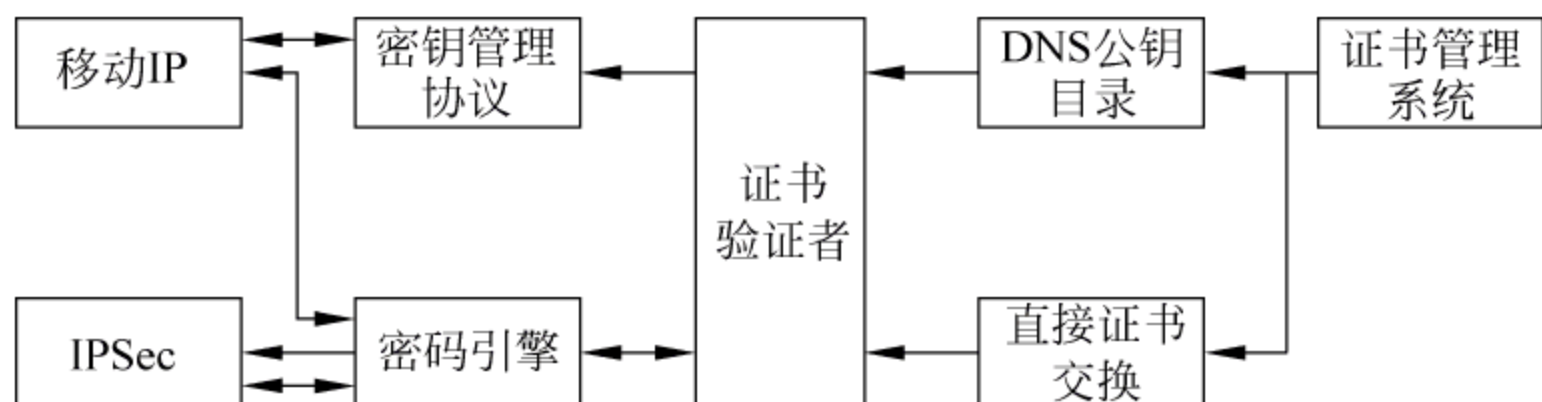 移动IP
密钥管理
协议
证书
验证者
DNS公钥
目录
证书管理
系统
IPSec
密码引擎
直接证书
交换